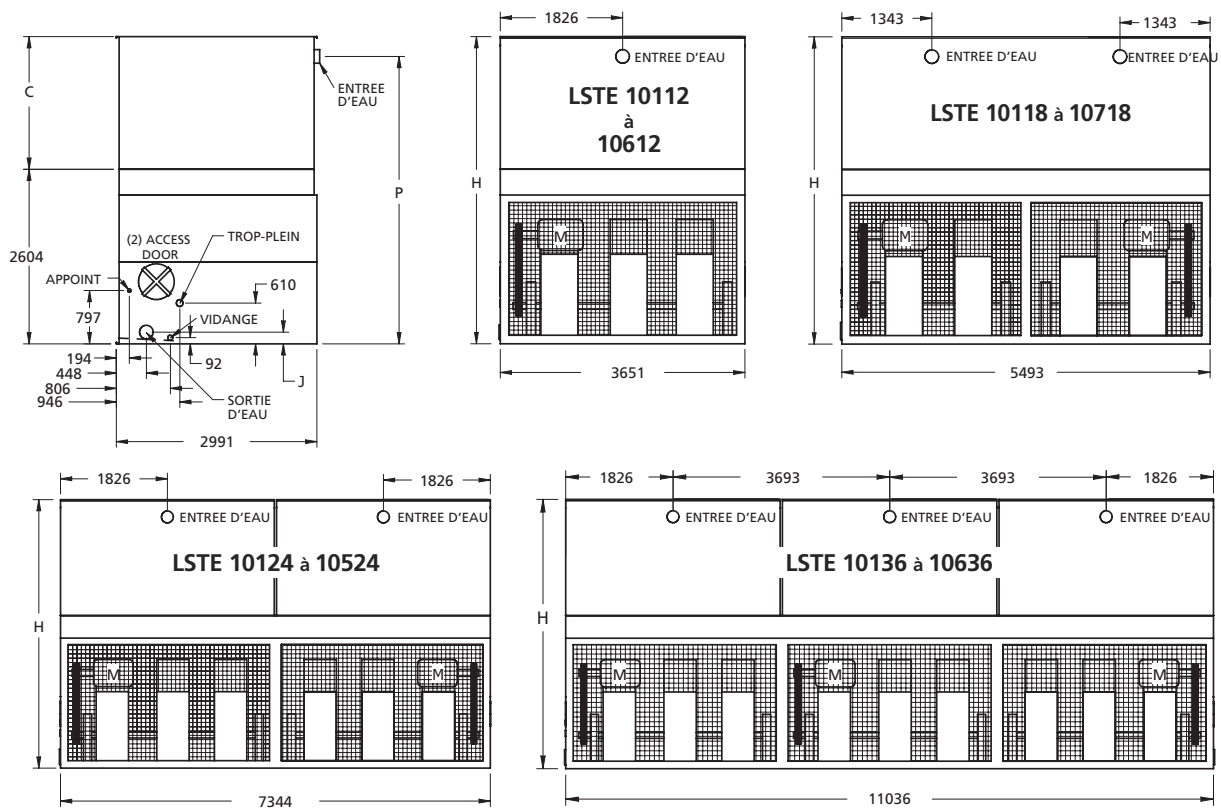 C
2604
ENTREE
D'EAU
P
(2) ACCESS
DOOR
TROP-PLEIN
APPOINT
797
610
VIDANGE
194
448
806
946
92
J
SORTIE
D'EAU
2991
1826
ENTREE D'EAU
LSTE 10112
à
10612
H
M
3651
1343
1343
ENTREE D'EAU
ENTREE D'EAU
LSTE 10118 à 10718
H
M
M
5493
1826
1826
ENTREE D'EAU
ENTREE D'EAU
LSTE 10124 à 10524
H
M
M
7344
1826
3693
3693
1826
ENTREE D'EAU
ENTREE D'EAU
ENTREE D'EAU
LSTE 10136 à 10636
H
M
M
M
11036